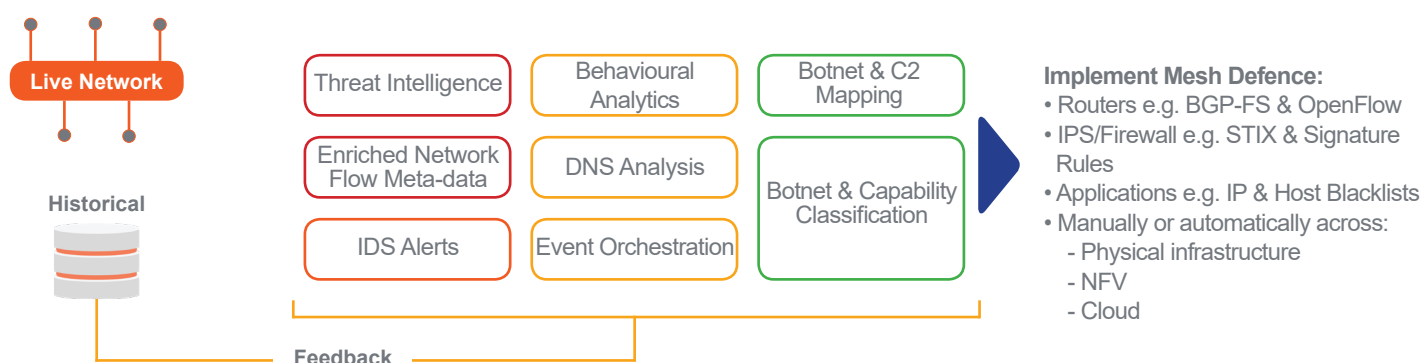 Live Network
Historical
Threat Intelligence
Enriched Network
Flow Meta-data
IDS Alerts
Behavioural
Analytics
DNS Analysis
Event Orchestration
Botnet & C2
Mapping
Botnet & Capability
Classification
Implement Mesh Defence:
• Routers e.g. BGP-FS & OpenFlow
• IPS/Firewall e.g. STIX & Signature
Rules
• Applications e.g. IP & Host Blacklists
• Manually or automatically across:
- Physical infrastructure
- NFV
- Cloud
Feedback